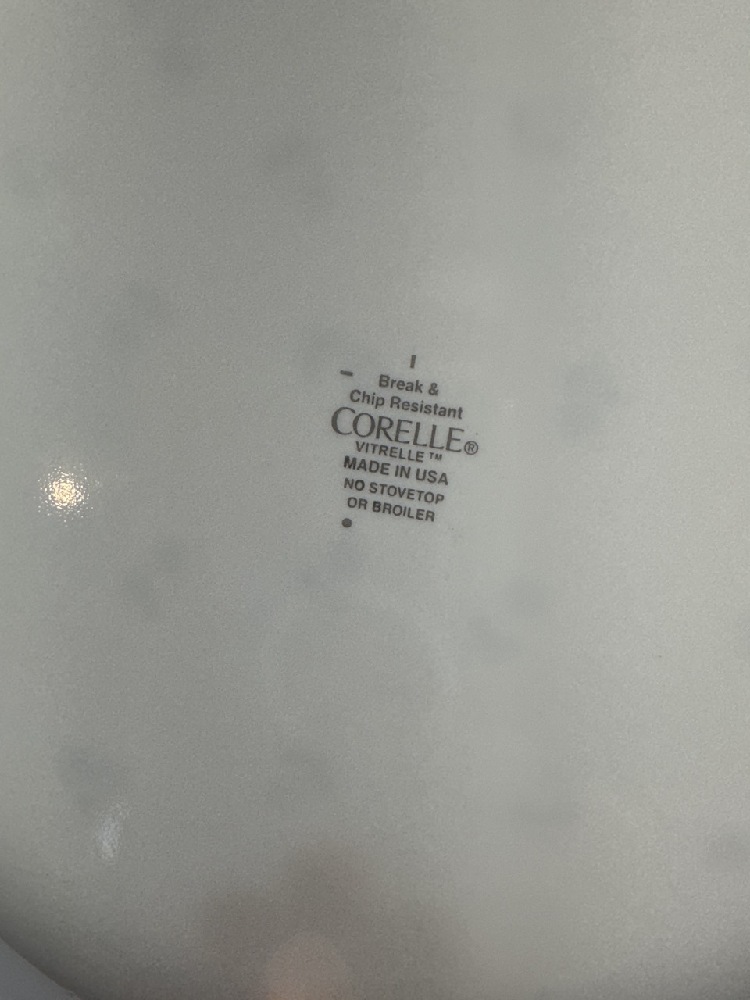 Break &
Chip Resistant
CORELLE®
VITRELLE™
MADE IN USA
NO STOVETOP
OR BROILER